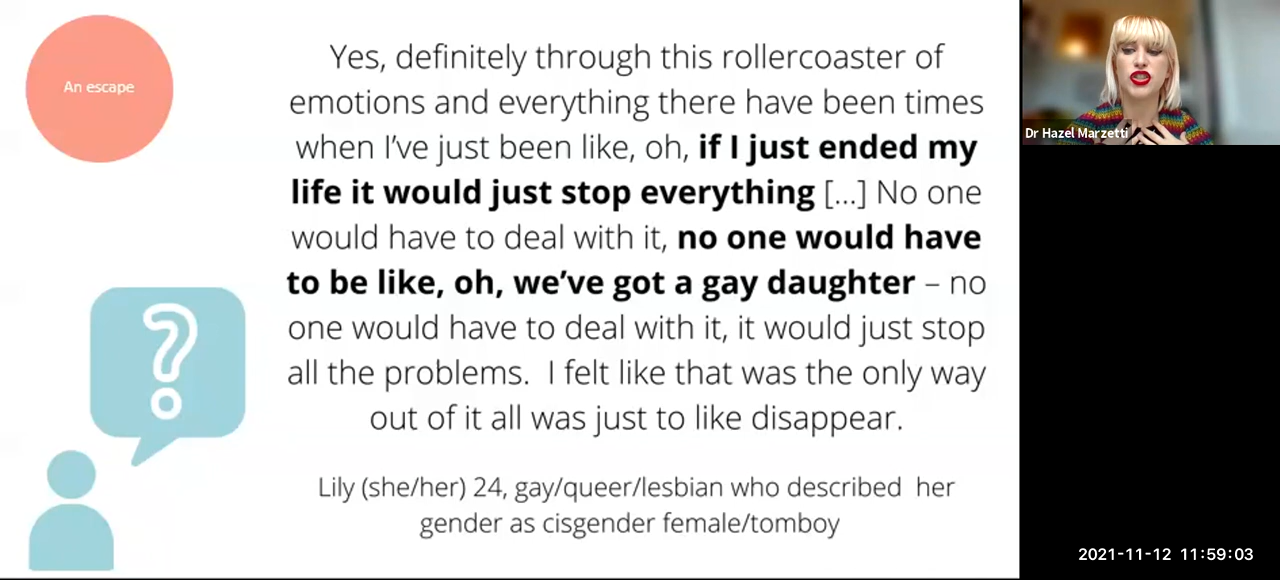 An escape
Yes, definitely through this rollercoaster of
emotions and everything there have been times
when I’ve just been like, oh, if I just ended my
life it would just stop everything [...] No one
would have to deal with it, no one would have
to be like, oh, we’ve got a gay daughter – no
one would have to deal with it, it would just stop
all the problems.  I felt like that was the only way
out of it all was just to like disappear.
Lily (she/her) 24, gay/queer/lesbian who described  her
gender as cisgender female/tomboy
?
Dr Hazel Marzetti
2021-11-12 11:59:03